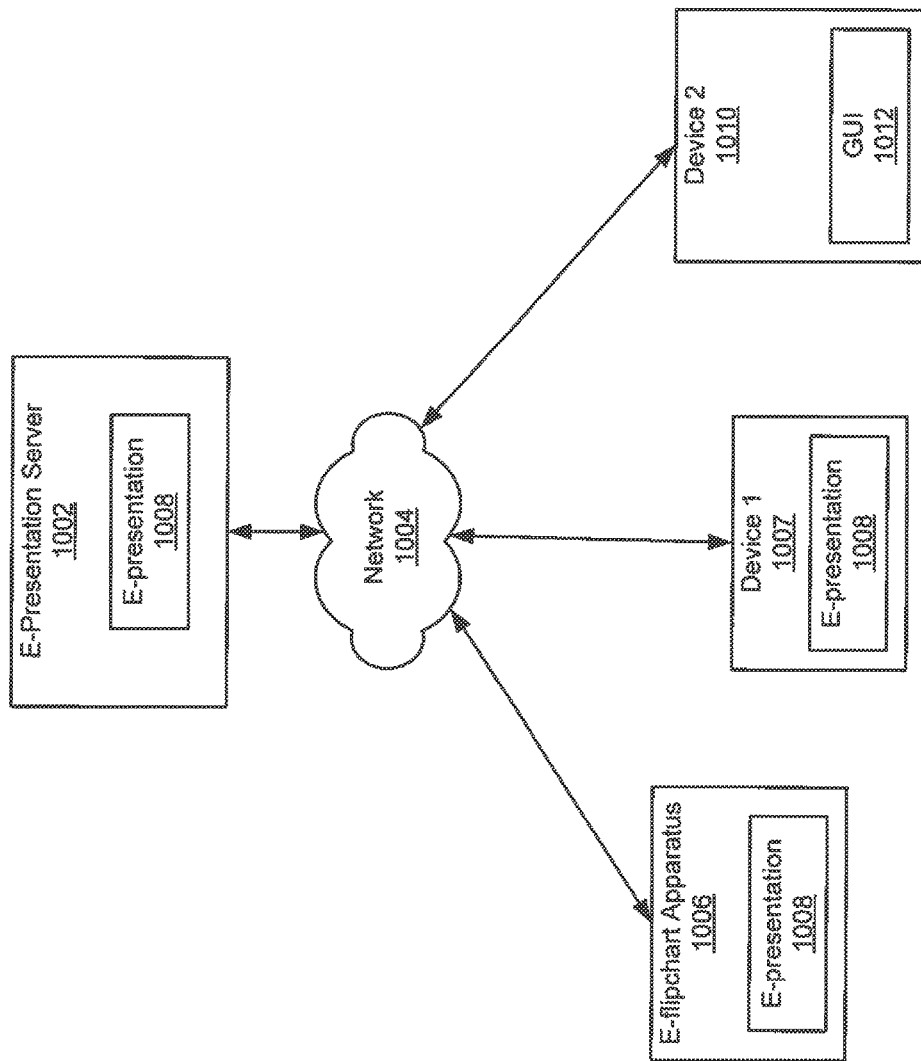 E-Presentation Server
1002
E-presentation
1008
Network
1004
E-flipchart Apparatus
1006
E-presentation
1008
Device 1
1007
E-presentation
1008
Device 2
1010
GUI
1012